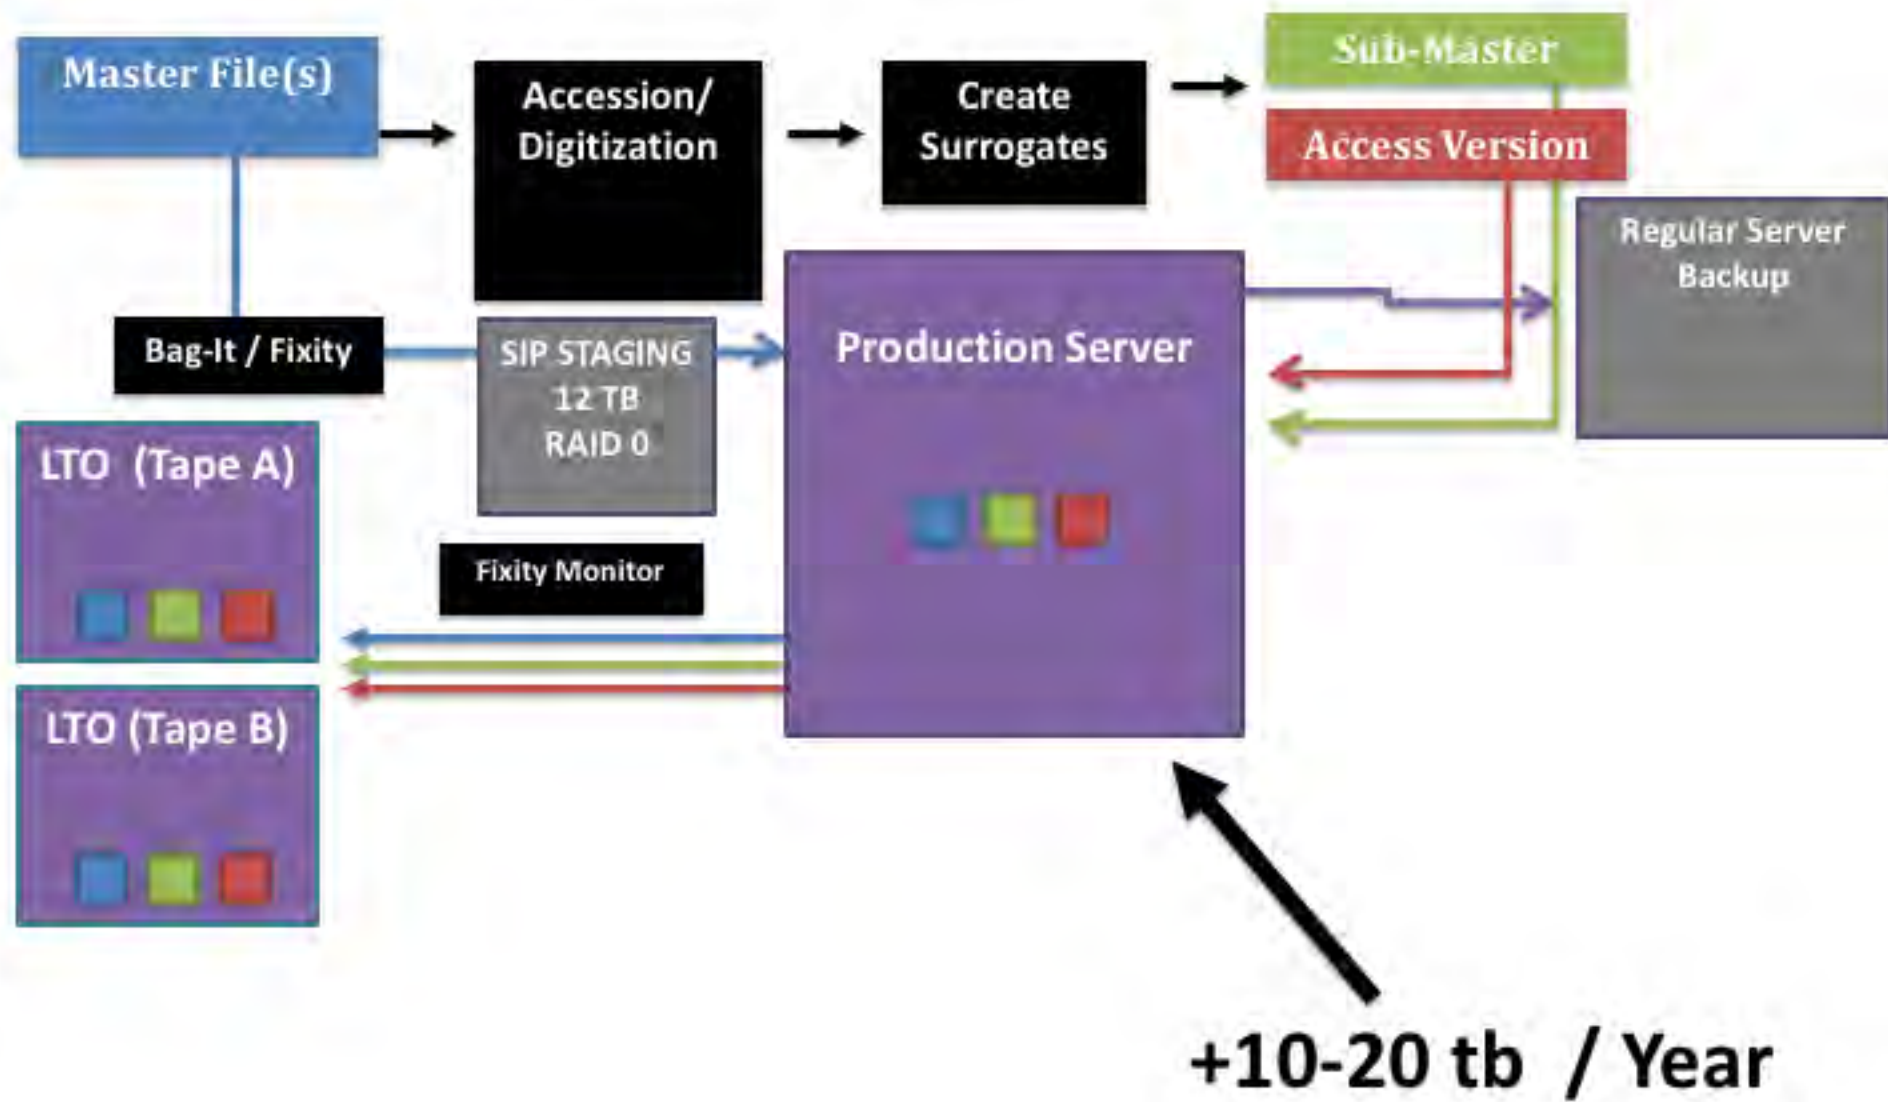 Master File(s)
Accession/
Digitization
Create
Surrogates
Sub-Master
Access Version
Regular Server
Backup
Bag-It / Fixity
SIP STAGING
12 TB
RAID 0
Production Server
LTO (Tape A)
Fixity Monitor
LTO (Tape B)
+10-20 tb / Year